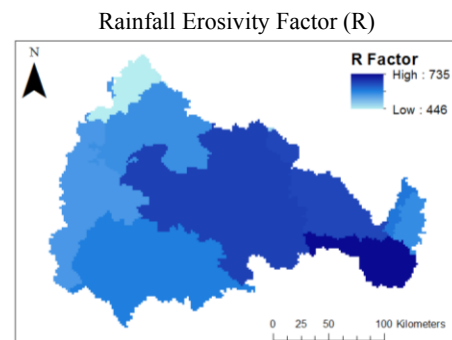 Rainfall Erosivity Factor (R)
N
R Factor
High : 735
Low : 446
0 25 50 100 Kilometers